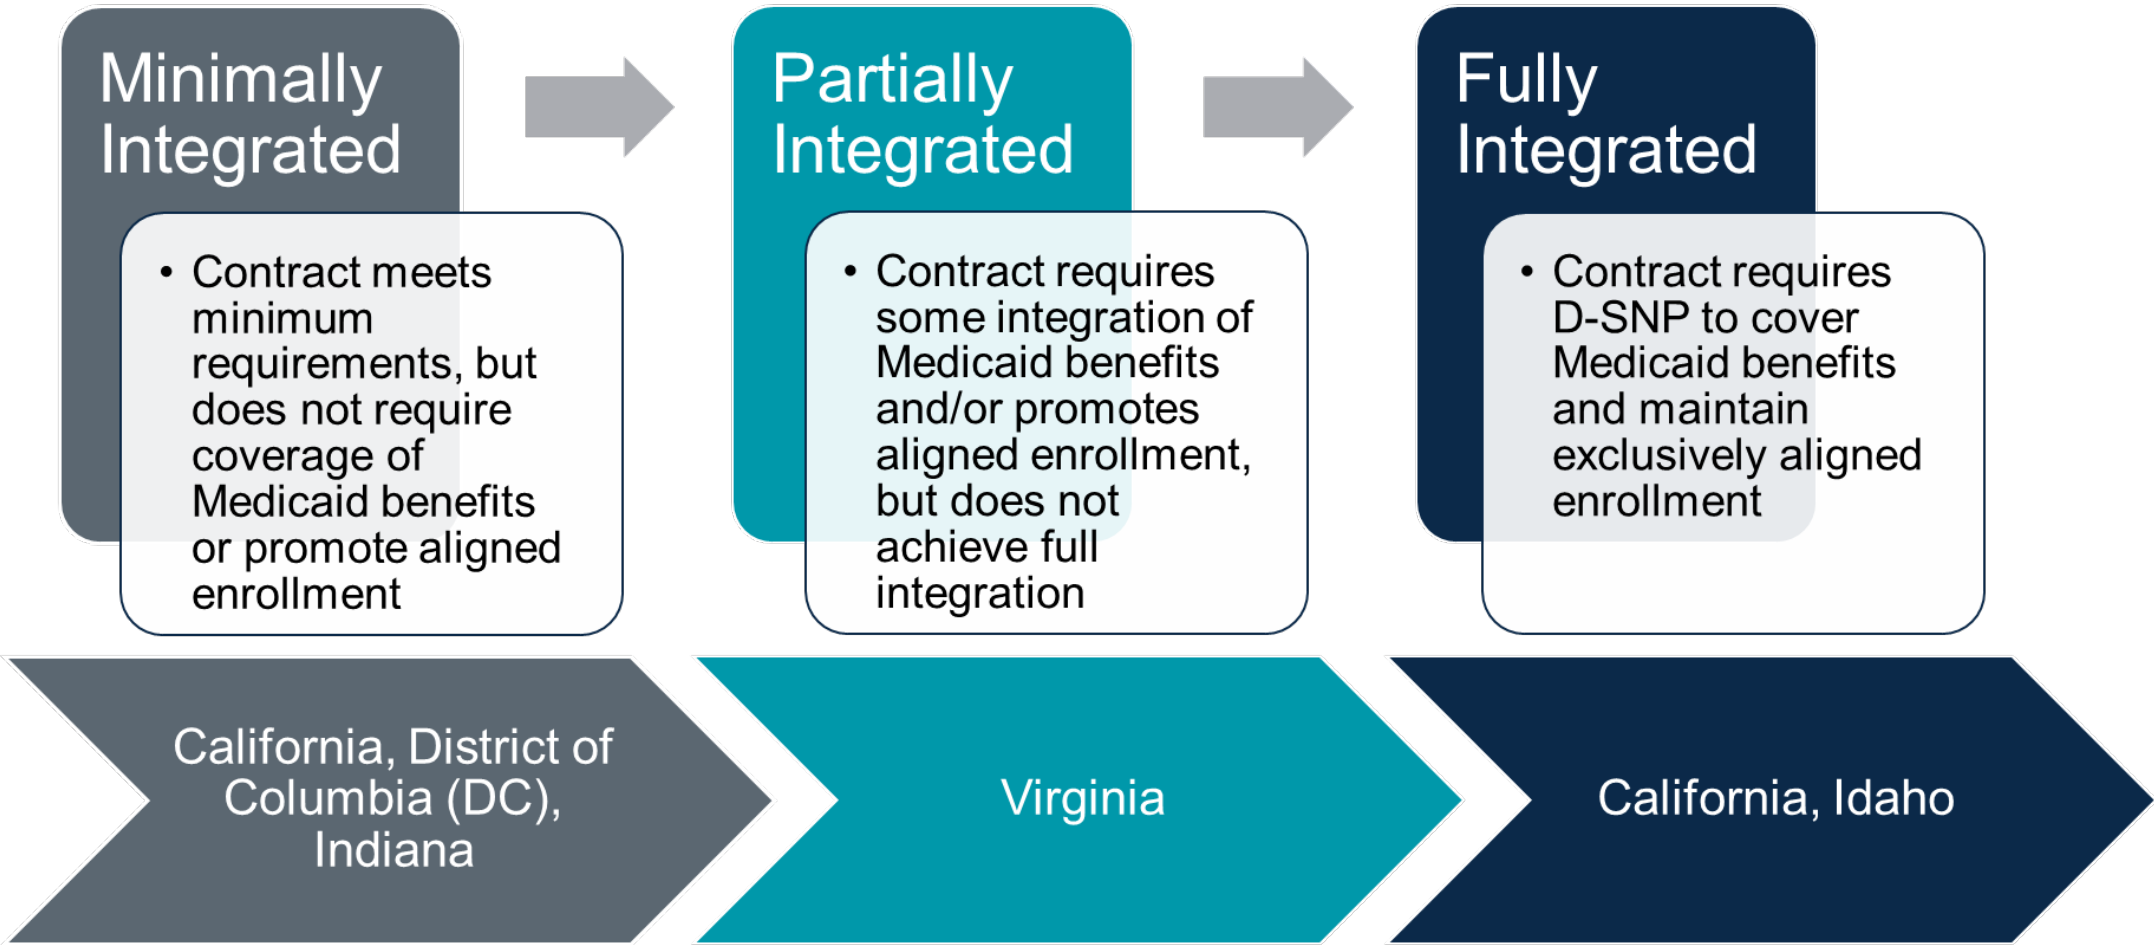 Minimally
Integrated
• Contract meets
minimum
requirements, but
does not require
coverage of
Medicaid benefits
or promote aligned
enrollment
Partially
Integrated
• Contract requires
some integration of
Medicaid benefits
and/or promotes
aligned enrollment,
but does not
achieve full
integration
Fully
Integrated
• Contract requires
D-SNP to cover
Medicaid benefits
and maintain
exclusively aligned
enrollment
California, District of
Columbia (DC),
Indiana
Virginia
California, Idaho